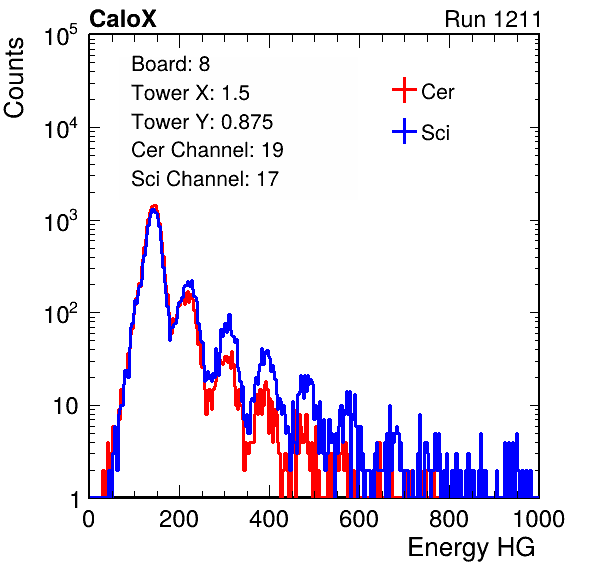 CaloX Run 1211
Counts
10^5
10^4
10^3
10^2
10
1
Board: 8
Tower X: 1.5
Tower Y: 0.875
Cer Channel: 19
Sci Channel: 17
Cer
Sci
0 200 400 600 800 1000
Energy HG